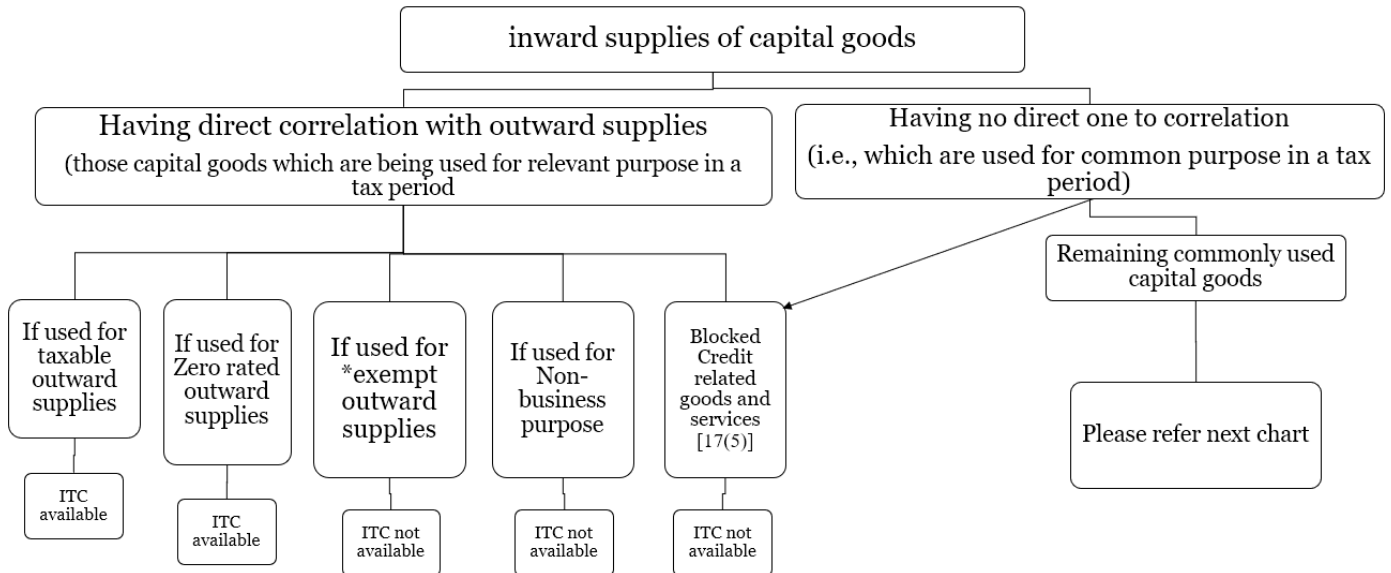 inward supplies of capital goods
Having direct correlation with outward supplies
(those capital goods which are being used for relevant purpose in a
tax period
Having no direct one to correlation
(i.e., which are used for common purpose in a tax
period)
Remaining commonly used
capital goods
If used for
taxable
outward
supplies
If used for
Zero rated
outward
supplies
If used for
*exempt
outward
supplies
If used for
Non-
business
purpose
Blocked
Credit
related
goods and
services
[17(5)]
Please refer next chart
ITC
available
ITC
available
ITC not
available
ITC not
available
ITC not
available